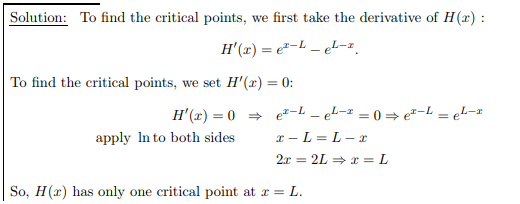 Solution: To find the critical points, we first take the derivative of H(x) :
H′(x) = e^{x−L} − e^{L−x}.
To find the critical points, we set H′(x) = 0:
H′(x) = 0 ⇒ e^{x−L} − e^{L−x} = 0 ⇒ e^{x−L} = e^{L−x}
apply ln to both sides x − L = L − x
2x = 2L ⇒ x = L
So, H(x) has only one critical point at x = L.